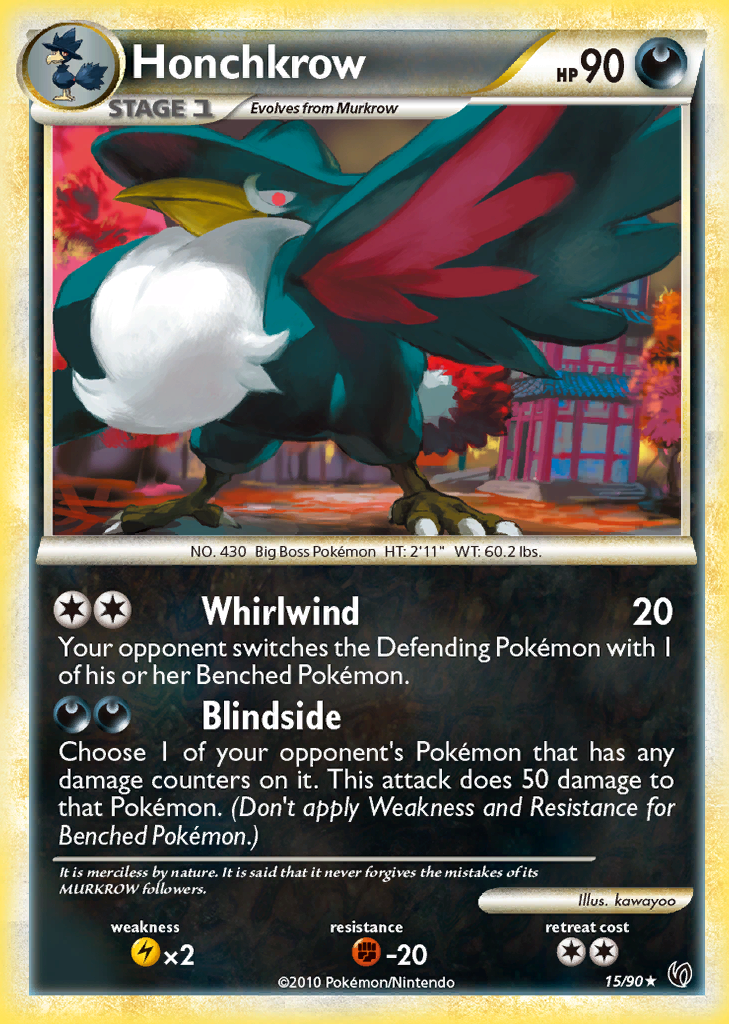 Honchkrow
HP 90
STAGE 1
Evolves from Murkrow
NO. 430 Big Boss Pokémon HT: 2'11" WT: 60.2 lbs.
Whirlwind 20
Your opponent switches the Defending Pokémon with 1
of his or her Benched Pokémon.
Blindside
Choose 1 of your opponent's Pokémon that has any
damage counters on it. This attack does 50 damage to
that Pokémon. (Don't apply Weakness and Resistance for
Benched Pokémon.)
It is merciless by nature. It is said that it never forgives the mistakes of its
MURKROW followers.
Illus. kawayoo
weakness resistance retreat cost
×2 -20
©2010 Pokémon/Nintendo 15/90★